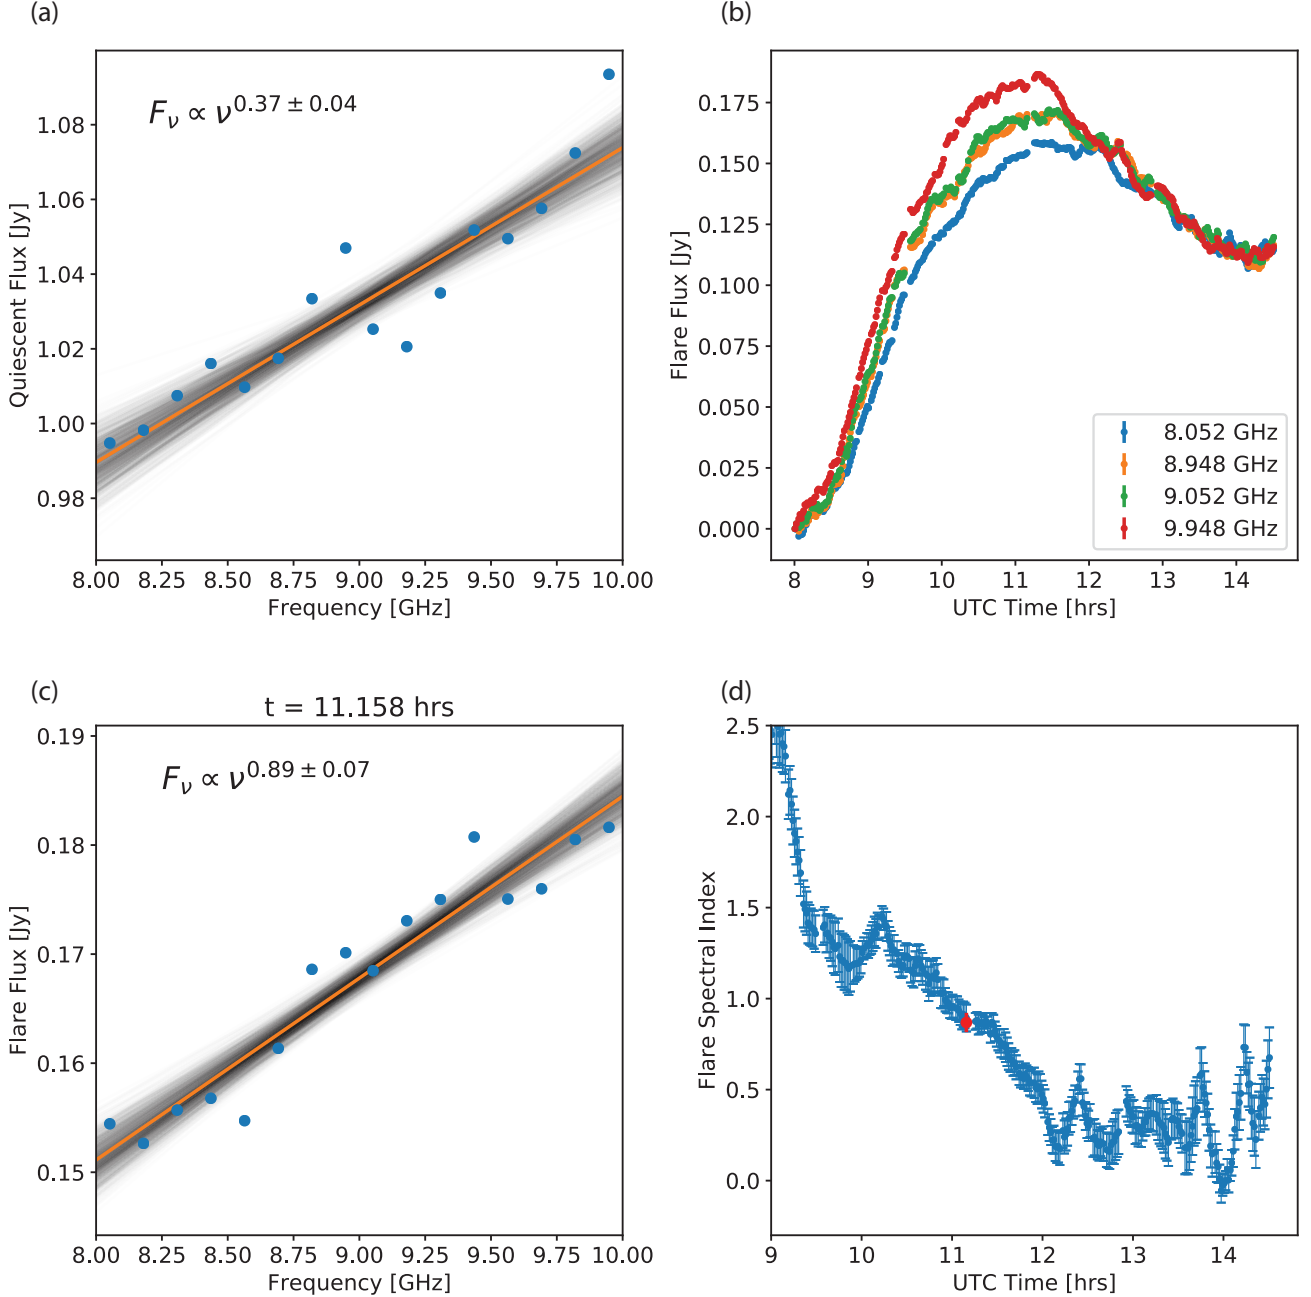 (a)
F_ν ∝ ν^0.37 ± 0.04
Quiescent Flux [Jy]
1.08
1.06
1.04
1.02
1.00
0.98
8.00 8.25 8.50 8.75 9.00 9.25 9.50 9.75 10.00
Frequency [GHz]
(b)
Flare Flux [Jy]
0.175
0.150
0.125
0.100
0.075
0.050
0.025
0.000
8.052 GHz
8.948 GHz
9.052 GHz
9.948 GHz
8 9 10 11 12 13 14
UTC Time [hrs]
(c)
t = 11.158 hrs
F_ν ∝ ν^0.89 ± 0.07
Flare Flux [Jy]
0.19
0.18
0.17
0.16
0.15
8.00 8.25 8.50 8.75 9.00 9.25 9.50 9.75 10.00
Frequency [GHz]
(d)
Flare Spectral Index
2.5
2.0
1.5
1.0
0.5
0.0
9 10 11 12 13 14
UTC Time [hrs]